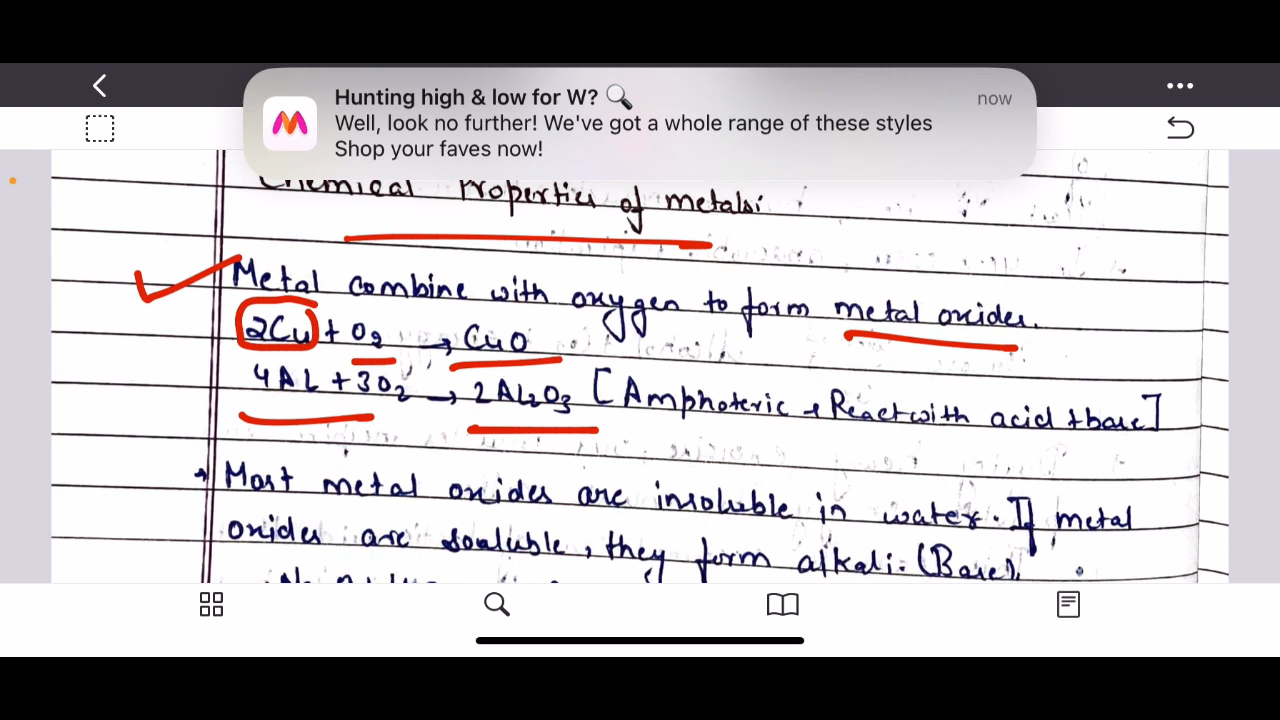 Hunting high & low for W? 🔍
now
Well, look no further! We've got a whole range of these styles
Shop your faves now!
Chemical Properties of metals:
Metal combine with oxygen to form metal oxides.
2Cu + O₂ → CuO
4Al + 3O₂ → 2Al₂O₃ [Amphoteric → React with acid + base]
→ Most metal oxides are insoluble in water. If metal
oxides are soaluble, they form alkali. (Base).